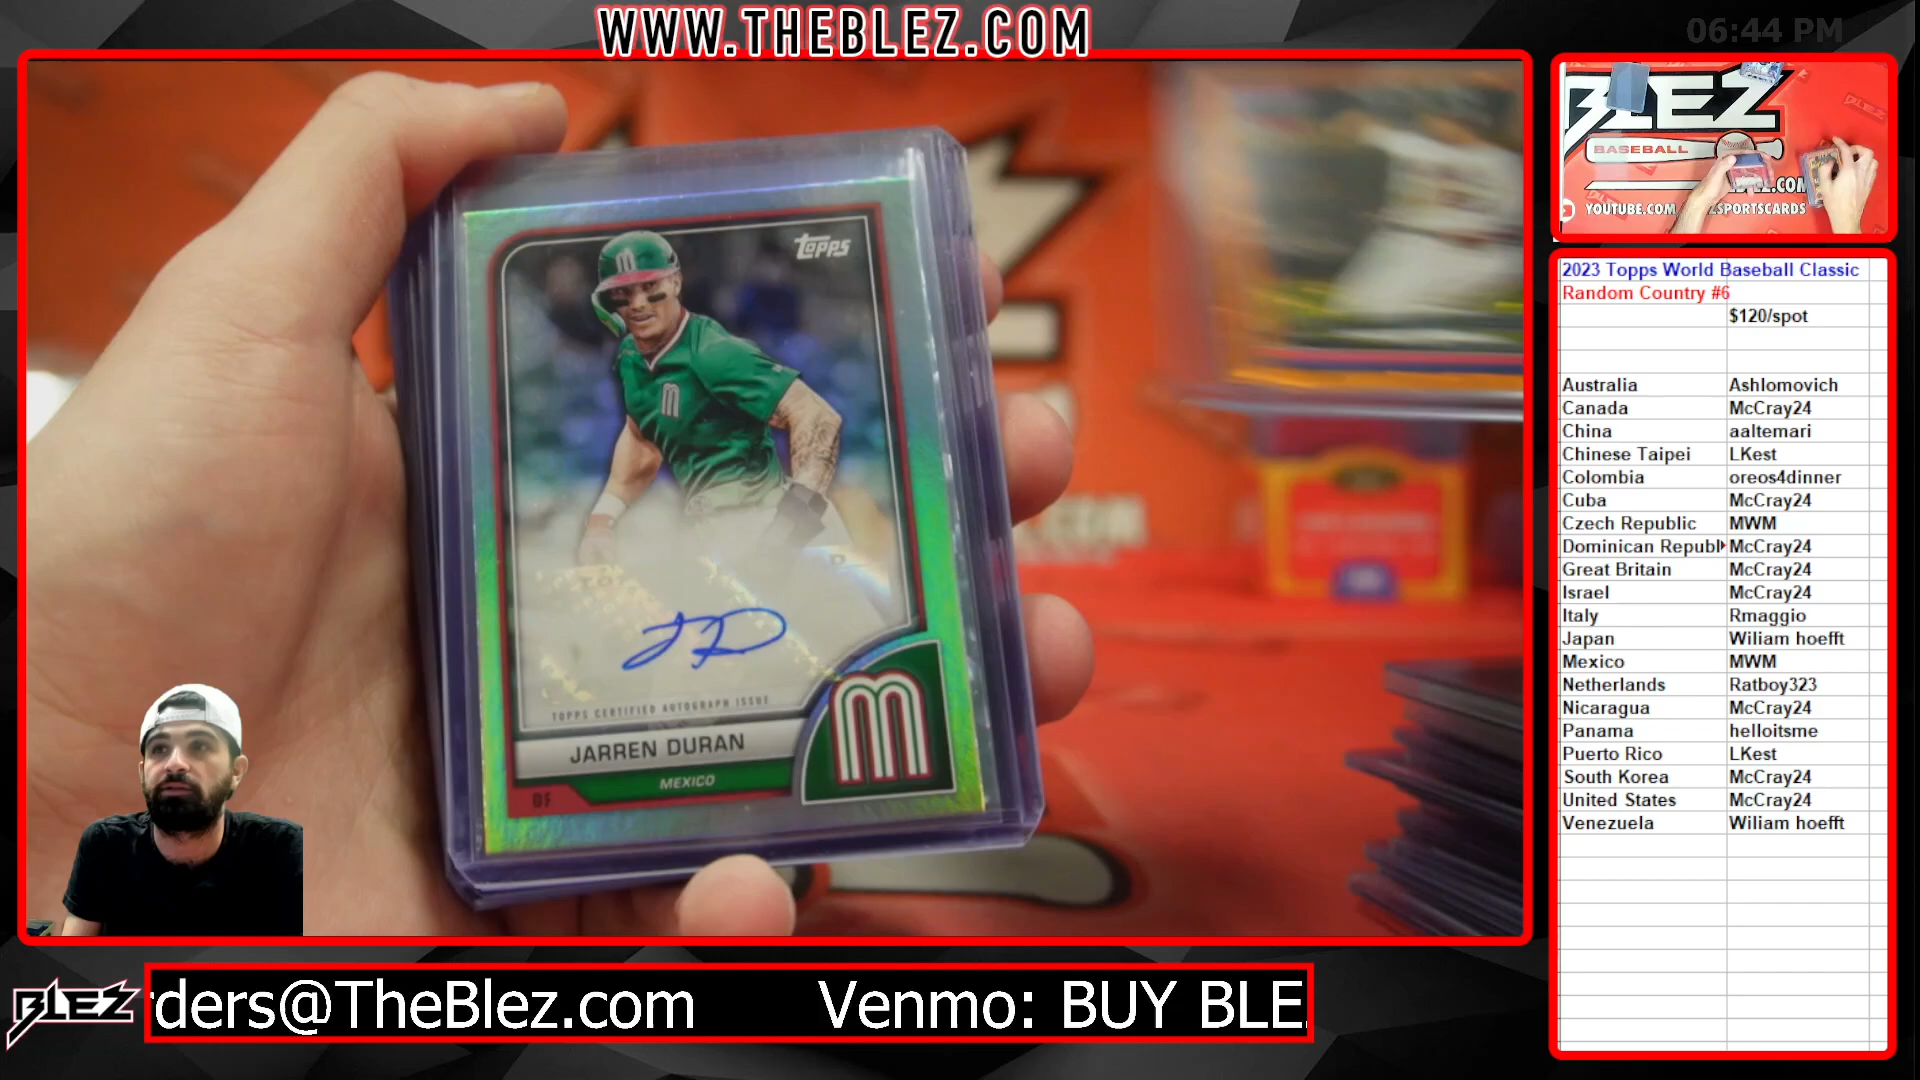 WWW.THEBLEZ.COM
06:44 PM
topps
TOPPS CERTIFIED AUTOGRAPH ISSUE
JARREN DURAN
MEXICO
OF
BLEZ
BASEBALL
YOUTUBE.COM
LSPORTSCARDS
2023 Topps World Baseball Classic
Random Country #6
$120/spot
Australia Ashlomovich
Canada McCray24
China aaltemari
Chinese Taipei LKest
Colombia oreos4dinner
Cuba McCray24
Czech Republic MWM
Dominican Republ McCray24
Great Britain McCray24
Israel McCray24
Italy Rmaggio
Japan Wiliam hoefft
Mexico MWM
Netherlands Ratboy323
Nicaragua McCray24
Panama helloitsme
Puerto Rico LKest
South Korea McCray24
United States McCray24
Venezuela Wiliam hoefft
BLEZ
rders@TheBlez.com Venmo: BUY BLE